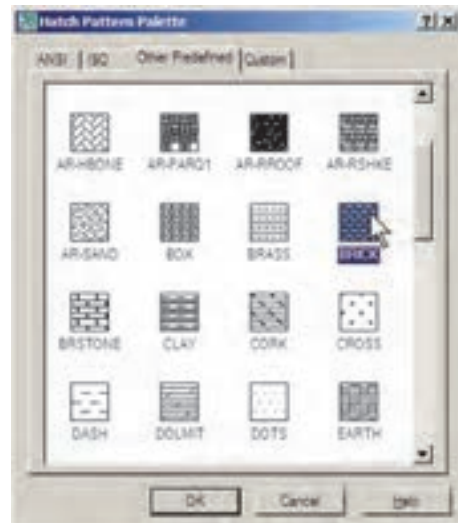 Hatch Pattern Palette
ANSI ISO Other Predefined Custom
AR-HBONE AR-PARQ1 AR-RROOF AR-RSHKE
AR-SAND BOX BRASS BRICK
BRSTONE CLAY CORK CROSS
DASH DOLMIT DOTS EARTH
OK Cancel Help